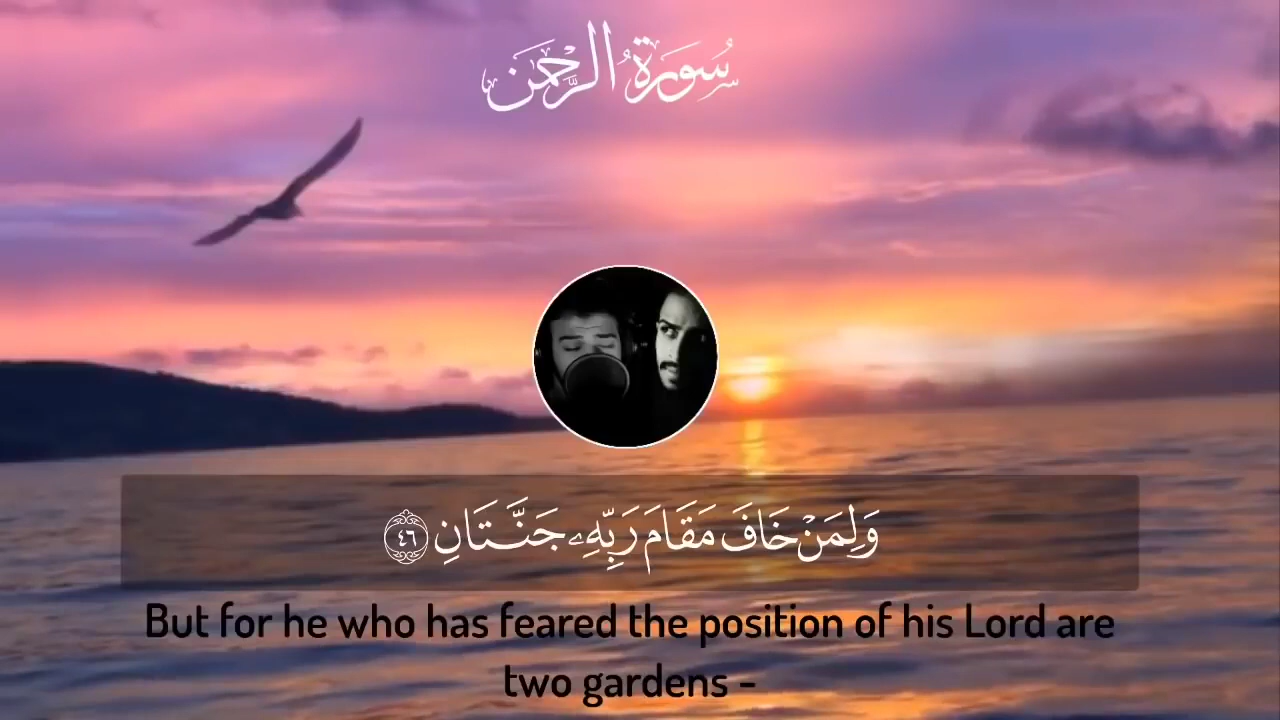 سُورَةُ الرَّحْمَن
وَلِمَنْ خَافَ مَقَامَ رَبِّهِۦ جَنَّتَانِ ٤٦
But for he who has feared the position of his Lord are
two gardens -